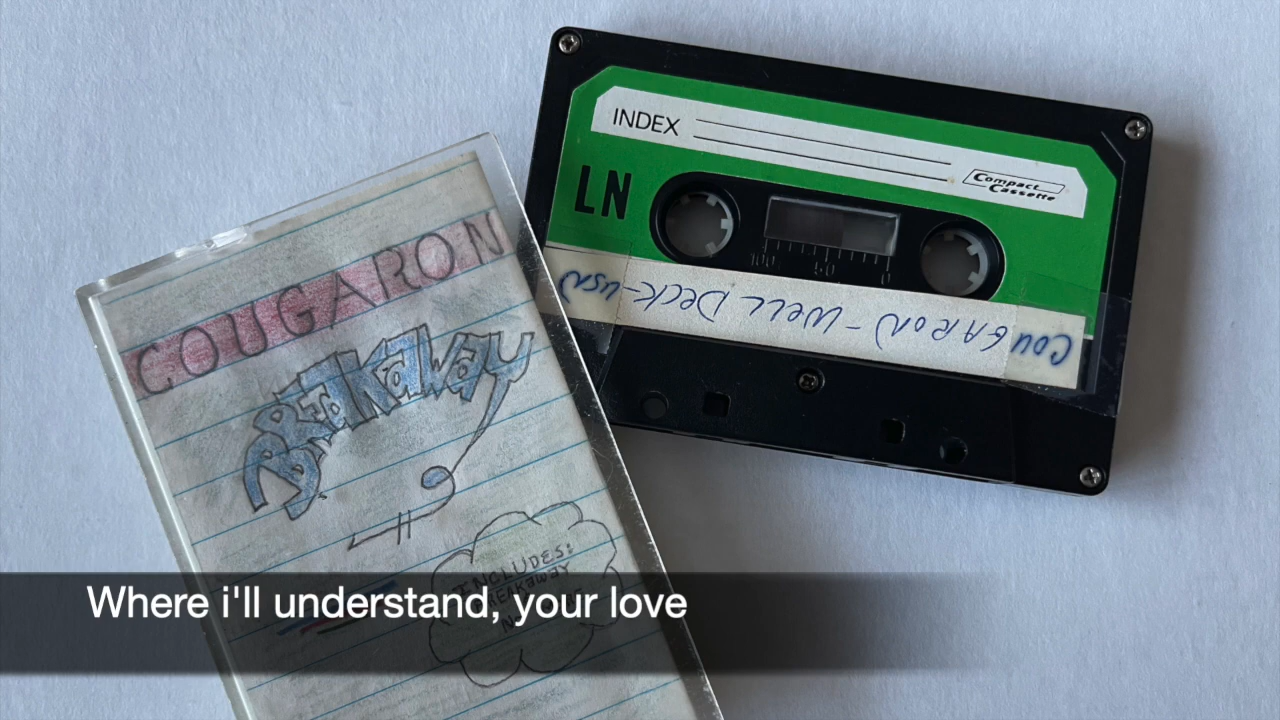 COUGARON
BREaKaWay
INCLUDES:
BREAKAWAY
INDEX
Compact
Cassette
LN
100 50 0
COUGARON - WELL DECK - USN
Where i'll understand, your love